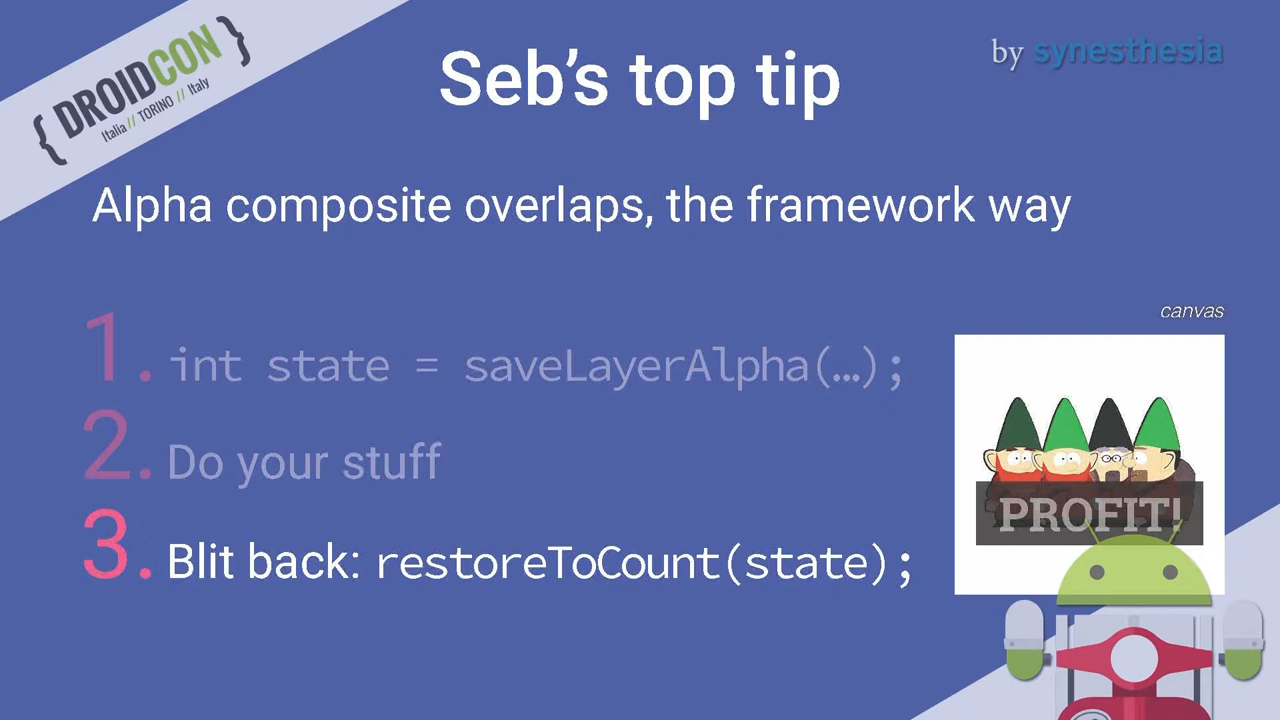 { DROIDCON }
Italia // TORINO // Italy
Seb's top tip
by synesthesia
Alpha composite overlaps, the framework way
canvas
1. int state = saveLayerAlpha(…);
2. Do your stuff
3. Blit back: restoreToCount(state);
PROFIT!